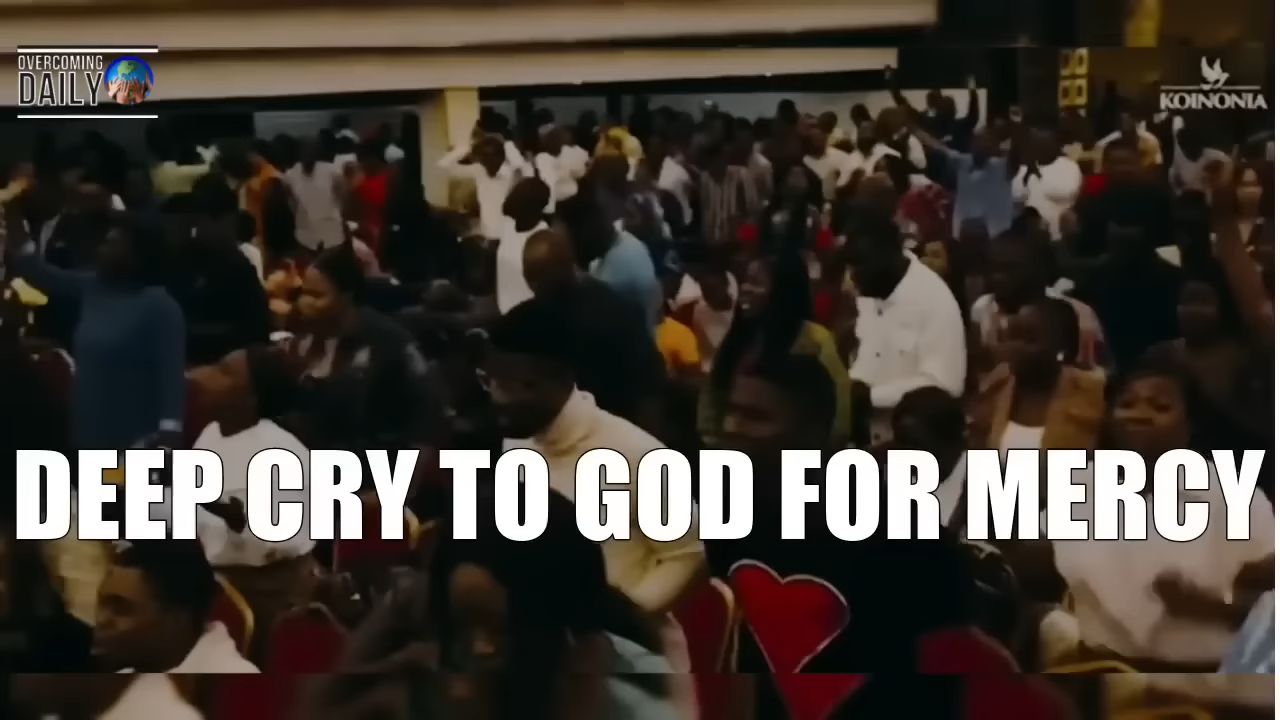 OVERCOMING
DAILY
KOINONIA
DEEP CRY TO GOD FOR MERCY